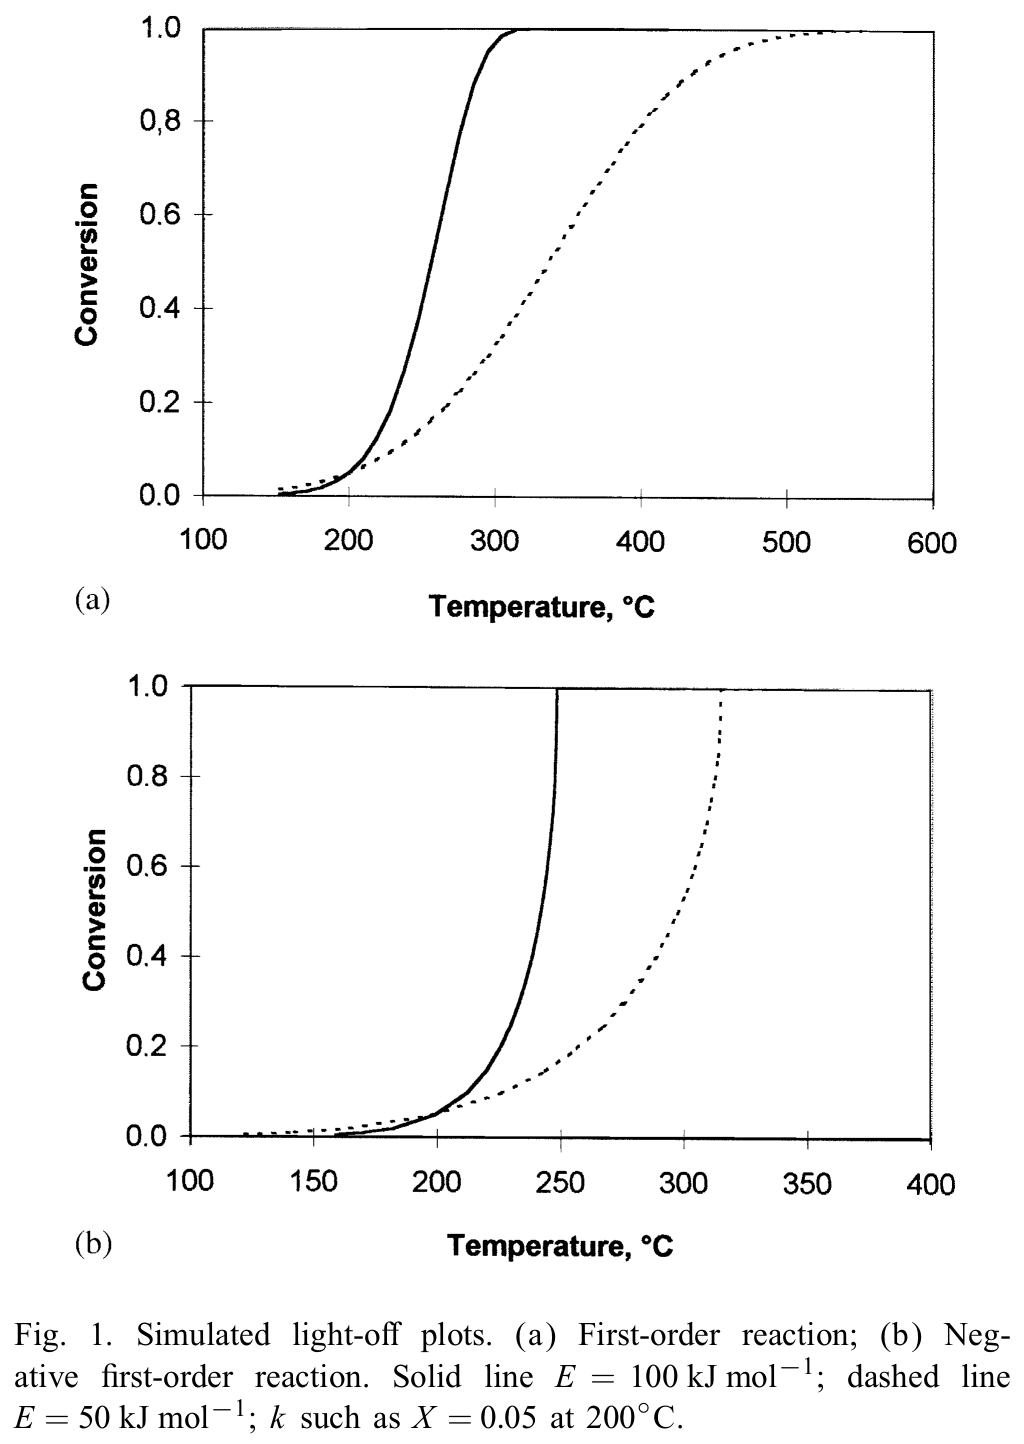 1.0
0,8
0.6
0.4
0.2
0.0
Conversion
100 200 300 400 500 600
Temperature, °C
(a)
1.0
0.8
0.6
0.4
0.2
0.0
Conversion
100 150 200 250 300 350 400
Temperature, °C
(b)
Fig. 1. Simulated light-off plots. (a) First-order reaction; (b) Neg-
ative first-order reaction. Solid line E = 100 kJ mol−1; dashed line
E = 50 kJ mol−1; k such as X = 0.05 at 200°C.